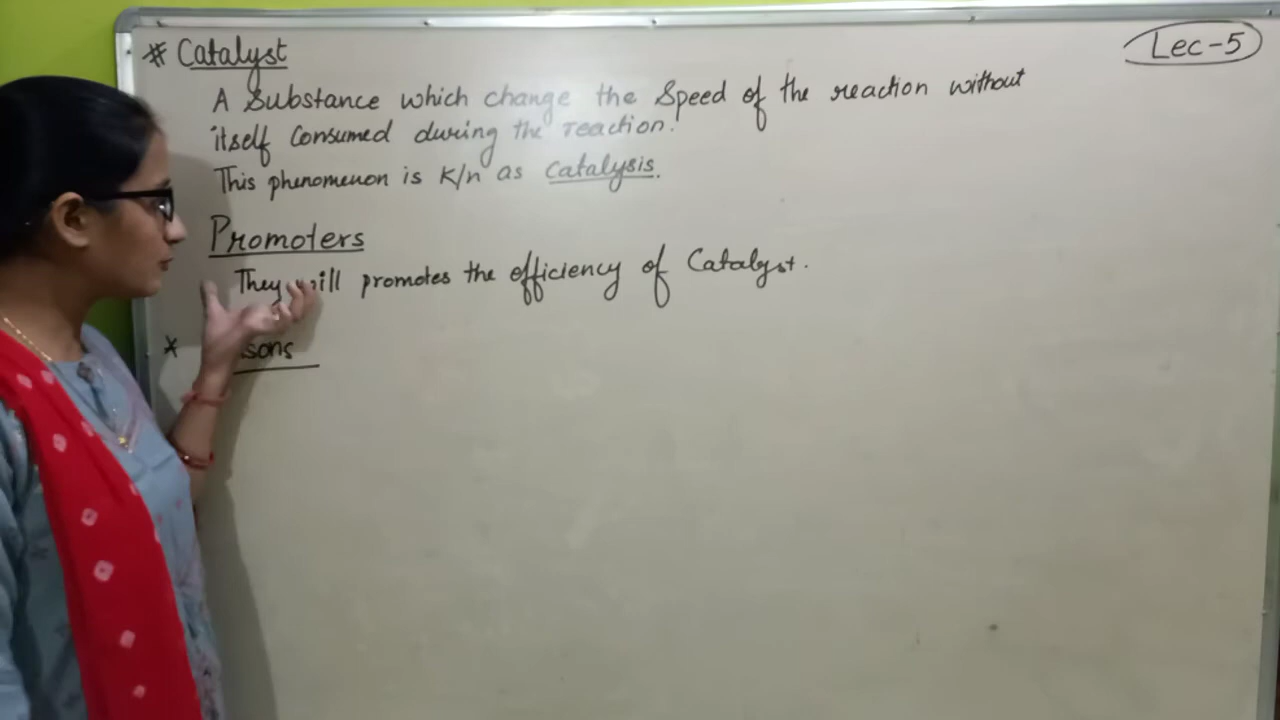 # Catalyst
Lec-5
A Substance which change the Speed of the reaction without
itself Consumed during the reaction.
This phenomenon is K/n as Catalysis.
Promoters
They will promotes the efficiency of Catalyst.
*